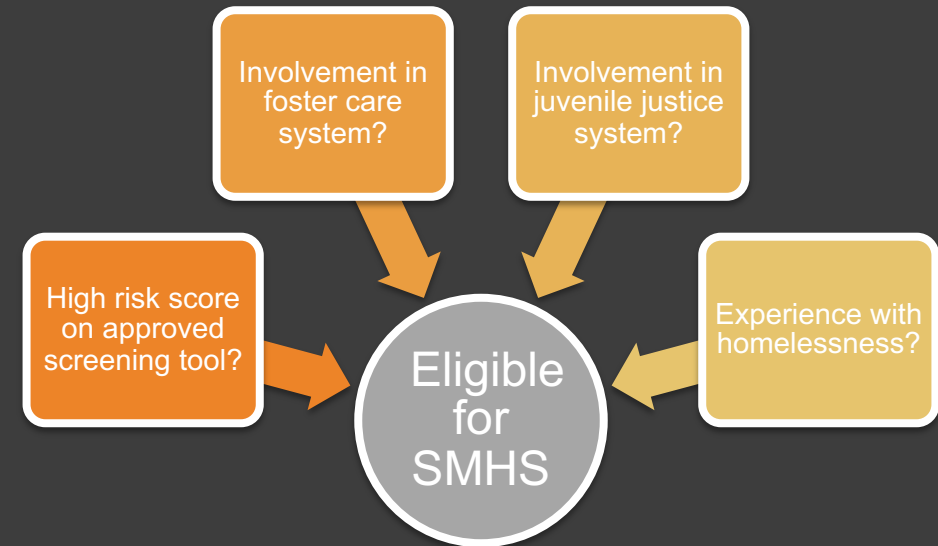 Involvement in
foster care
system?
Involvement in
juvenile justice
system?
High risk score
on approved
screening tool?
Experience with
homelessness?
Eligible
for
SMHS